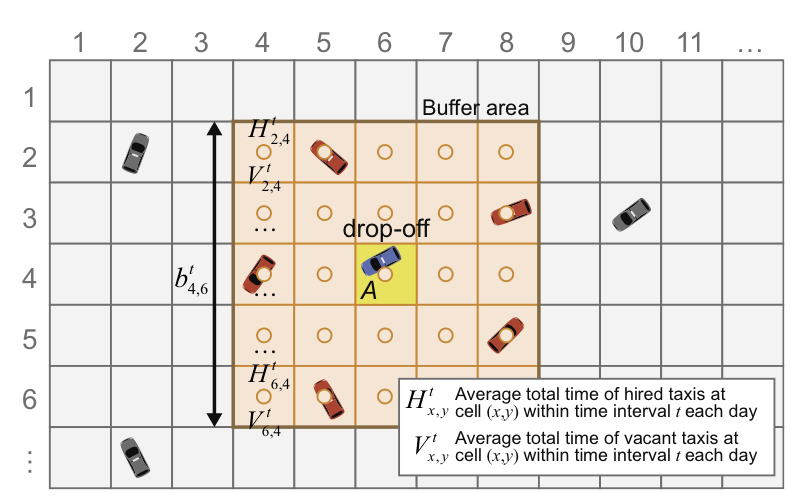 1 2 3 4 5 6 7 8 9 10 11 …
Buffer area
1
H^t_{2,4}
2
V^t_{2,4}
3
…
drop-off
4
b^t_{4,6}
A
…
5
…
H^t_{6,4}
6
V^t_{6,4}
⋮
H^t_{x,y} Average total time of hired taxis at
cell (x,y) within time interval t each day
V^t_{x,y} Average total time of vacant taxis at
cell (x,y) within time interval t each day